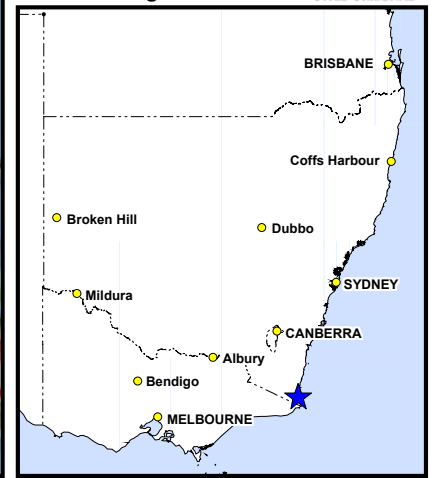 BRISBANE
Coffs Harbour
Broken Hill
Dubbo
SYDNEY
Mildura
CANBERRA
Albury
Bendigo
MELBOURNE